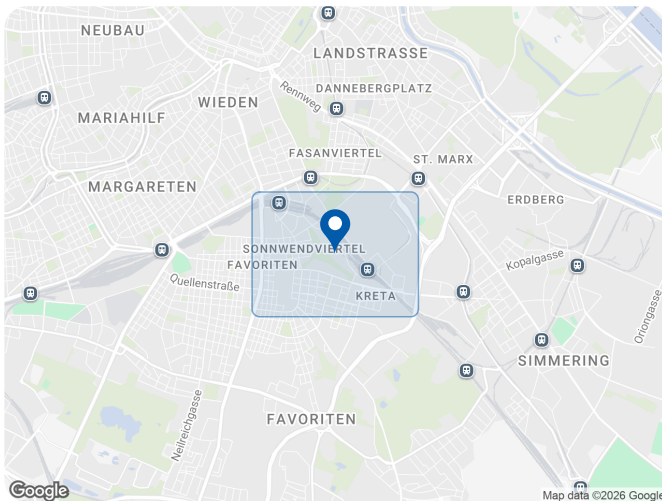 NEUBAU
LANDSTRASSE
DANNEBERGPLATZ
Rennweg
WIEDEN
MARIAHILF
FASANVIERTEL
ST. MARX
MARGARETEN
ERDBERG
SONNWENDVIERTEL
FAVORITEN
Kopalgasse
Quellenstraße
KRETA
Oriongasse
SIMMERING
Neilreichgasse
FAVORITEN
Google
Map data ©2026 Google